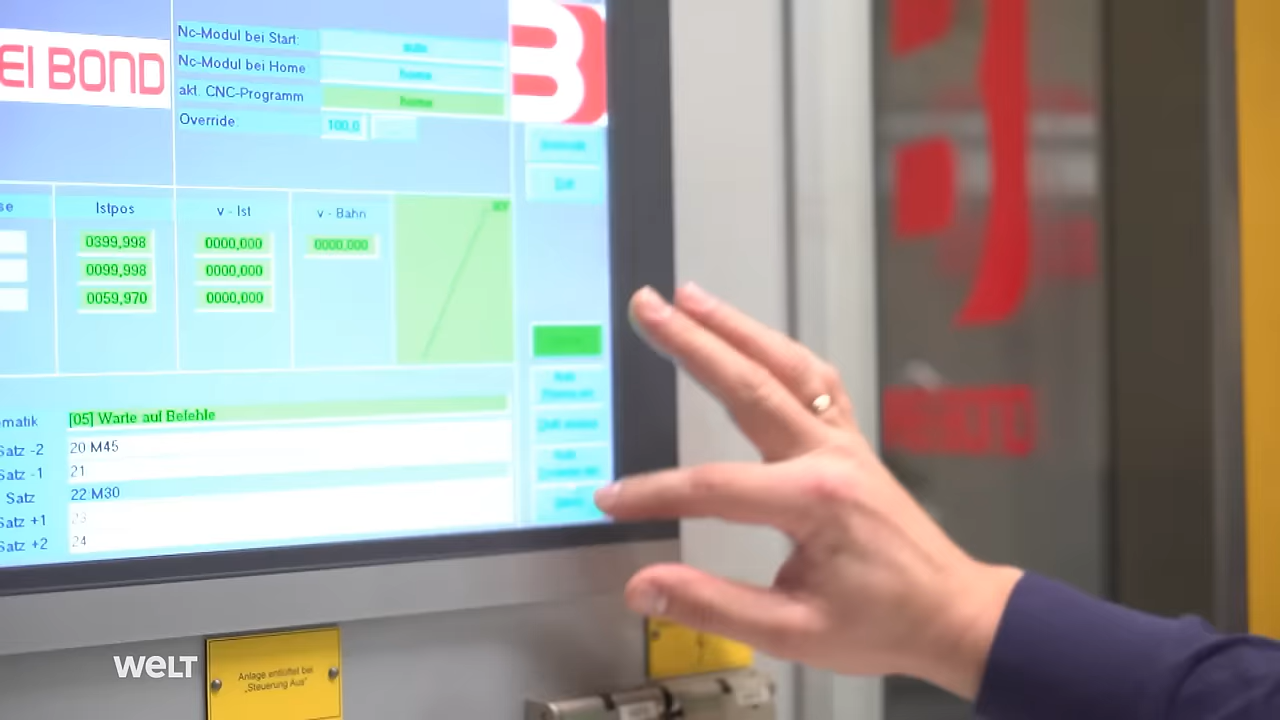 EI BOND
Nc-Modul bei Start:
Nc-Modul bei Home
home
akt. CNC-Programm
home
Override:
100,0
se
Istpos
v - Ist
v - Bahn
0399,998
0000,000
0000,000
0099,998
0000,000
0059,970
0000,000
matik
[05] Warte auf Befehle
Satz -2
20 M45
Satz -1
21
Satz
22 M30
Satz +1
23
Satz +2
24
WELT
Anlage entlüftet bei
„Steuerung Aus"